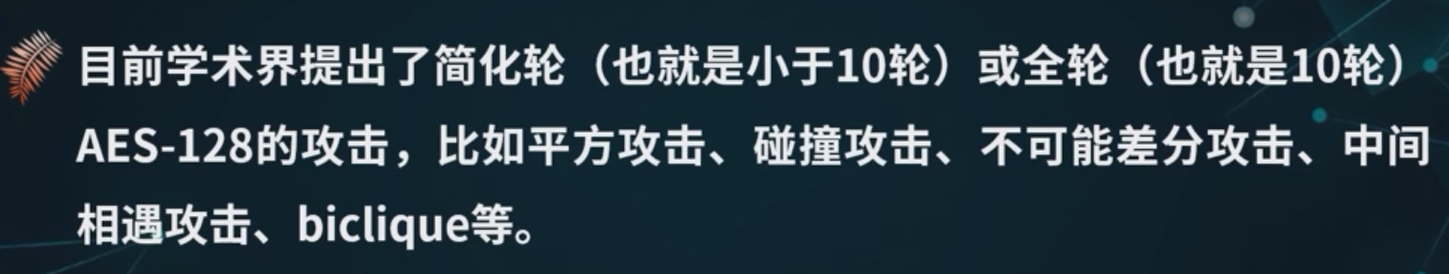 目前学术界提出了简化轮（也就是小于10轮）或全轮（也就是10轮）
AES-128的攻击，比如平方攻击、碰撞攻击、不可能差分攻击、中间
相遇攻击、biclique等。